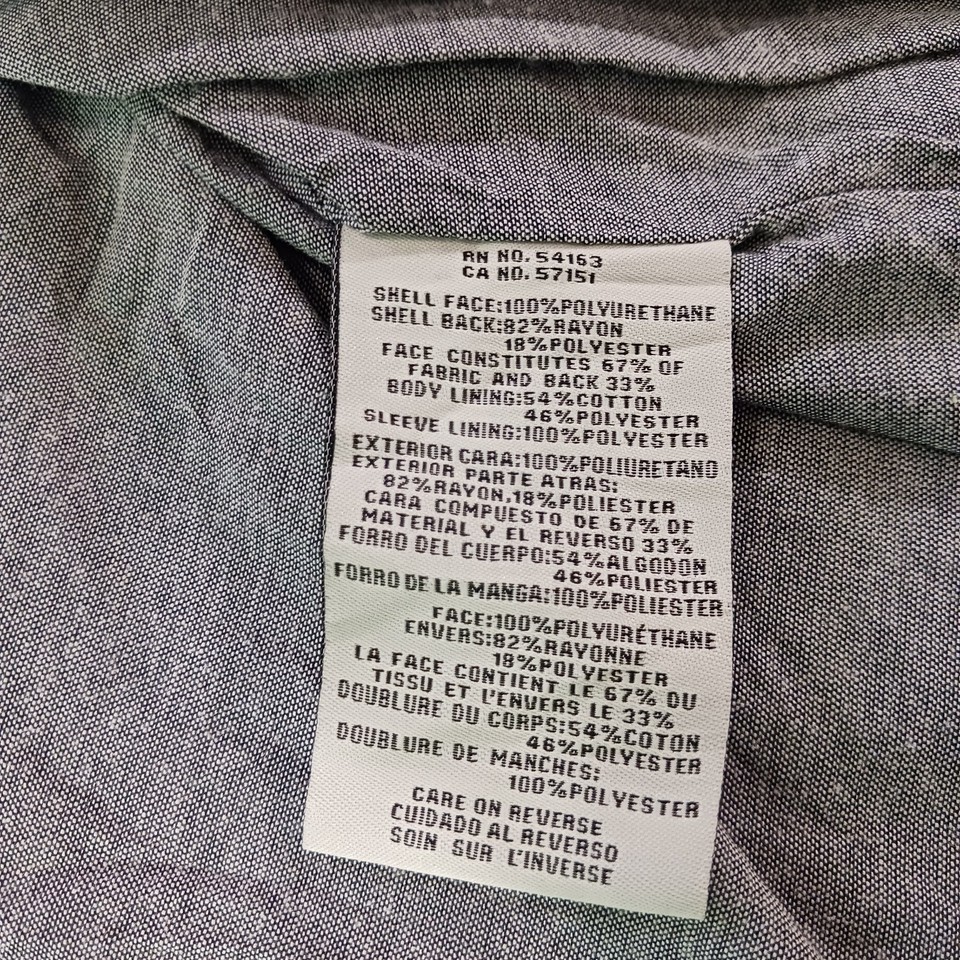 RN NO. 54163
CA NO. 57151
SHELL FACE:100%POLYURETHANE
SHELL BACK:82%RAYON
18%POLYESTER
FACE CONSTITUTES 67% OF
FABRIC AND BACK 33%
BODY LINING:54%COTTON
46%POLYESTER
SLEEVE LINING:100%POLYESTER
EXTERIOR CARA:100%POLIURETANO
EXTERIOR PARTE ATRAS:
82%RAYON.18%POLIESTER
CARA COMPUESTO DE 67% DE
MATERIAL Y EL REVERSO 33%
FORRO DEL CUERPO:54%ALGODON
46%POLIESTER
FORRO DE LA MANGA:100%POLIESTER
FACE:100%POLYURÉTHANE
ENVERS:82%RAYONNE
18%POLYESTER
LA FACE CONTIENT LE 67% DU
TISSU ET L'ENVERS LE 33%
DOUBLURE DU CORPS:54%COTON
46%POLYESTER
DOUBLURE DE MANCHES:
100%POLYESTER
CARE ON REVERSE
CUIDADO AL REVERSO
SOIN SUR L'INVERSE